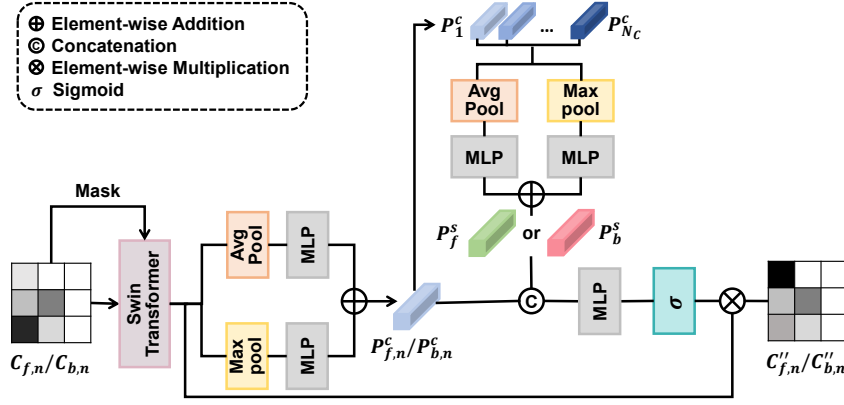 ⊕ Element-wise Addition
© Concatenation
⊗ Element-wise Multiplication
σ Sigmoid
P_1^c
...
P_{N_C}^c
Avg
Pool
Max
pool
MLP
MLP
P_f^s or P_b^s
Mask
Swin
Transformer
Avg
Pool
MLP
Max
pool
MLP
C
MLP
σ
C_{f,n}/C_{b,n}
P_{f,n}^c/P_{b,n}^c
C''_{f,n}/C''_{b,n}